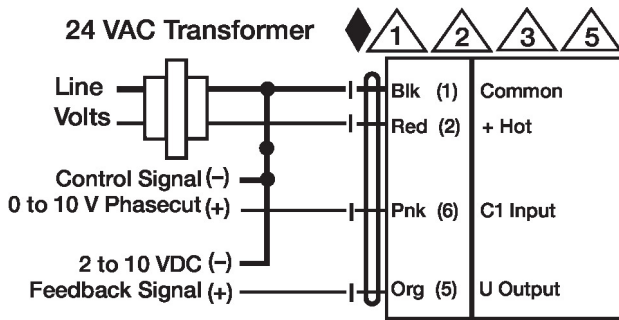 24 VAC Transformer 1 2 3 5
Line Blk (1) Common
Volts Red (2) + Hot
Control Signal (–)
0 to 10 V Phasecut (+) Pnk (6) C1 Input
2 to 10 VDC (–)
Feedback Signal (+) Org (5) U Output